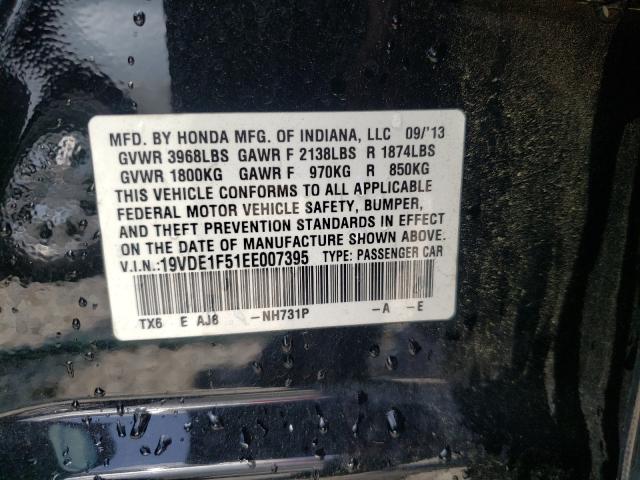 MFD. BY HONDA MFG. OF INDIANA, LLC 09/'13
GVWR 3968LBS GAWR F 2138LBS R 1874LBS
GVWR 1800KG GAWR F 970KG R 850KG
THIS VEHICLE CONFORMS TO ALL APPLICABLE
FEDERAL MOTOR VEHICLE SAFETY, BUMPER,
AND THEFT PREVENTION STANDARDS IN EFFECT
ON THE DATE OF MANUFACTURE SHOWN ABOVE.
V.I.N.:19VDE1F51EE007395 TYPE: PASSENGER CAR
TX6 E AJ8 -NH731P -A -E